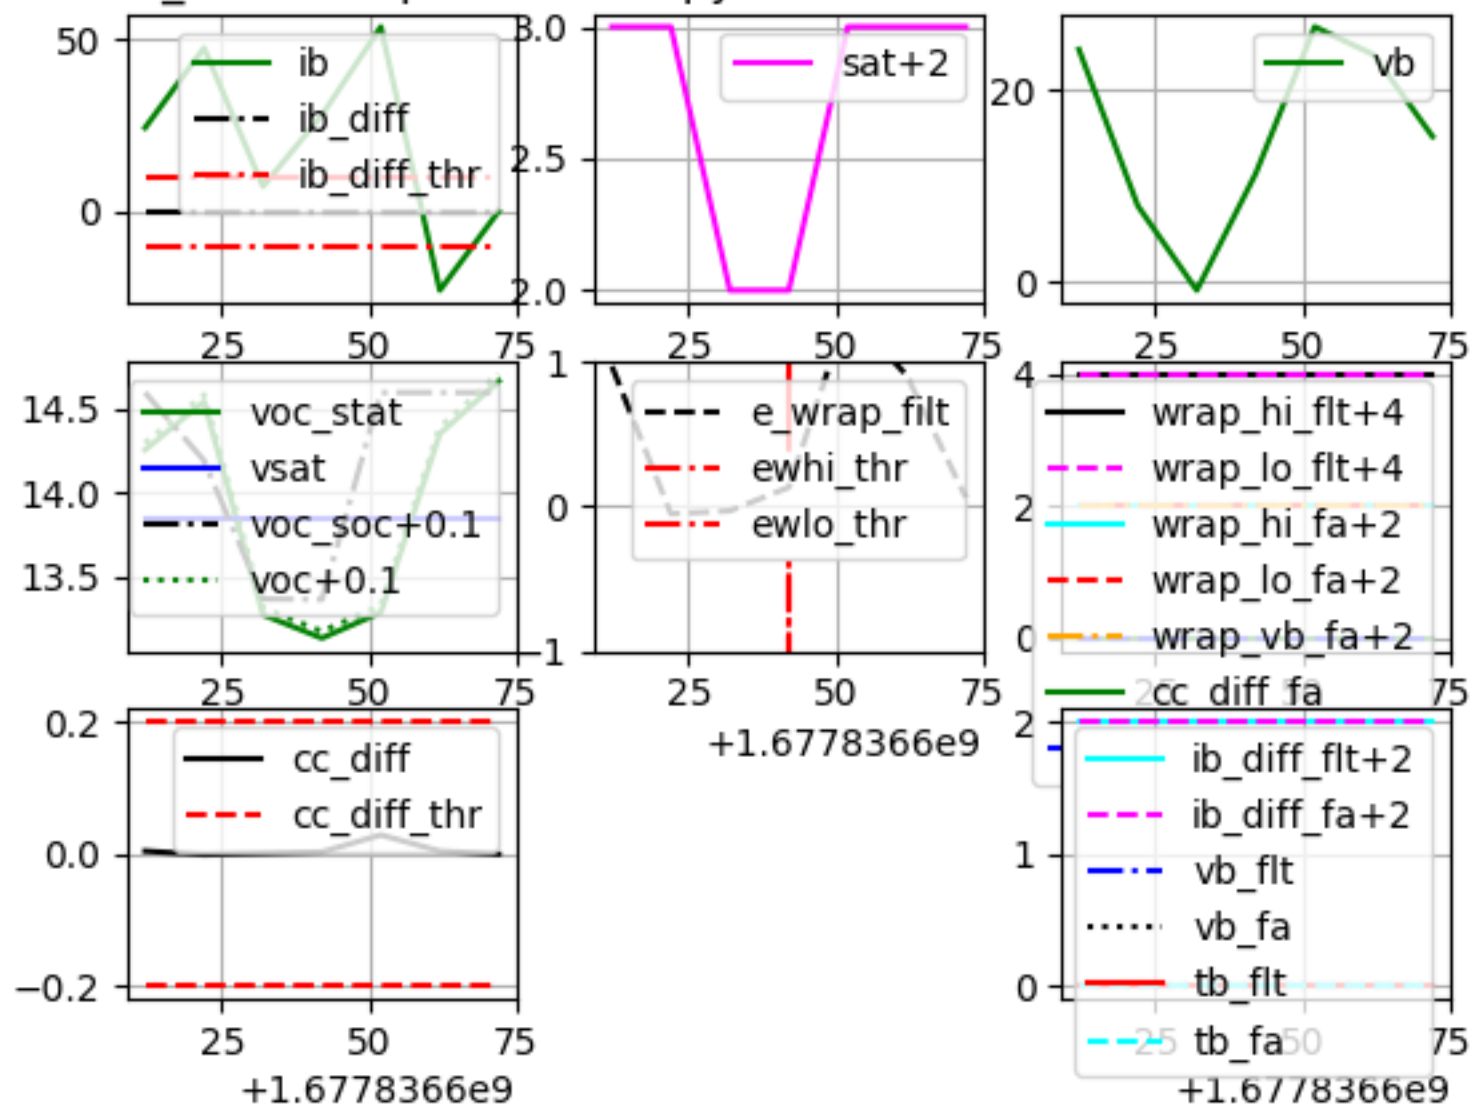 50
0
ib
ib_diff
ib_diff_thr
25 50 75
3.0
2.5
2.0
sat+2
25 50 75
20
0
vb
25 50 75
14.5
14.0
13.5
voc_stat
vsat
voc_soc+0.1
voc+0.1
25 50 75
1
0
−1
e_wrap_filt
ewhi_thr
ewlo_thr
25 50 75
+1.6778366e9
4
2
0
wrap_hi_flt+4
wrap_lo_flt+4
wrap_hi_fa+2
wrap_lo_fa+2
wrap_vb_fa+2
cc_diff_fa
25 50 75
0.2
0.0
−0.2
cc_diff
cc_diff_thr
25 50 75
+1.6778366e9
2
1
0
ib_diff_flt+2
ib_diff_fa+2
vb_flt
vb_fa
tb_flt
tb_fa
25 50 75
+1.6778366e9